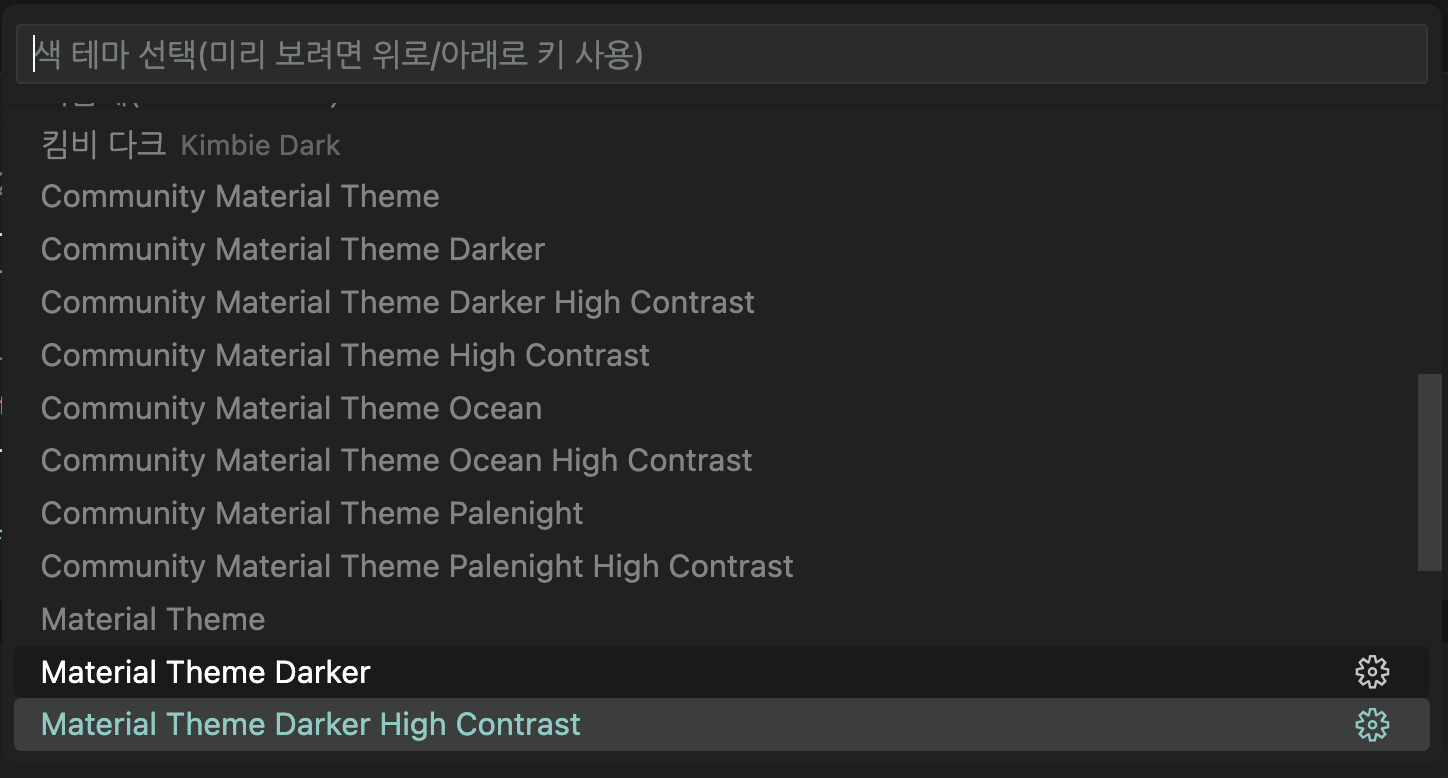 색 테마 선택(미리 보려면 위로/아래로 키 사용)
킴비 다크 Kimbie Dark
Community Material Theme
Community Material Theme Darker
Community Material Theme Darker High Contrast
Community Material Theme High Contrast
Community Material Theme Ocean
Community Material Theme Ocean High Contrast
Community Material Theme Palenight
Community Material Theme Palenight High Contrast
Material Theme
Material Theme Darker
Material Theme Darker High Contrast